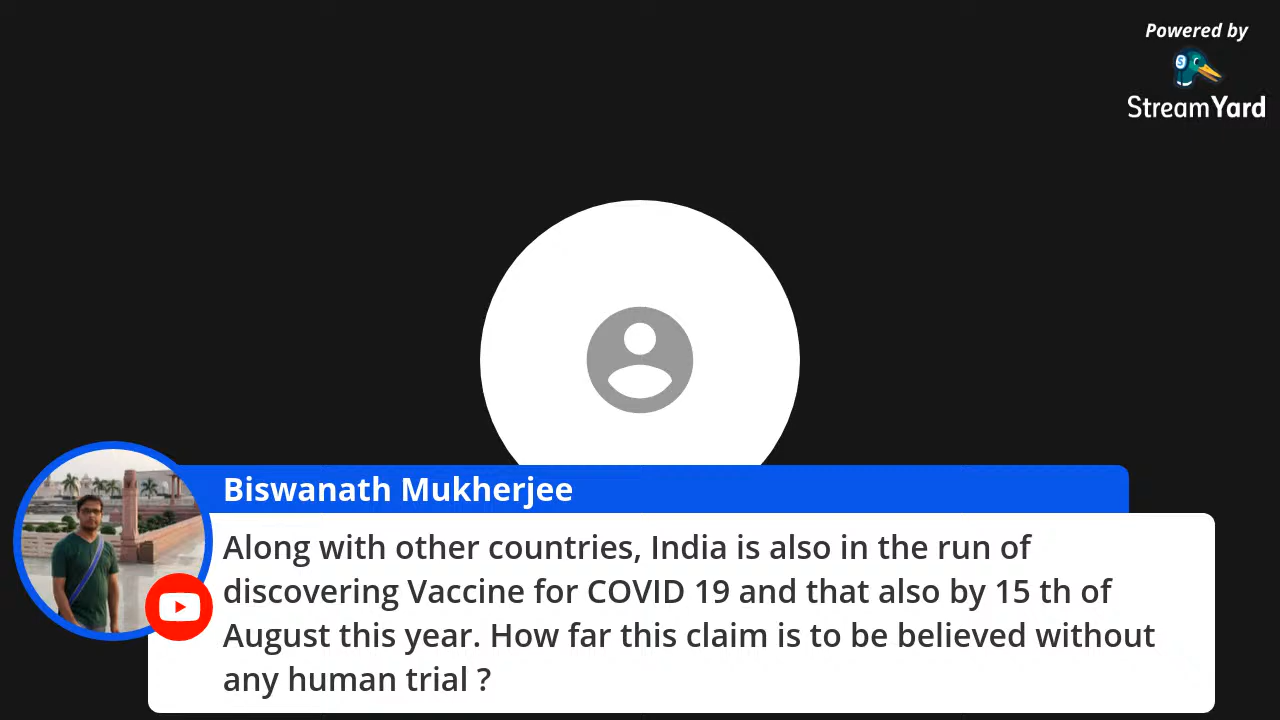 Powered by
S
StreamYard
Biswanath Mukherjee
Along with other countries, India is also in the run of
discovering Vaccine for COVID 19 and that also by 15 th of
August this year. How far this claim is to be believed without
any human trial ?